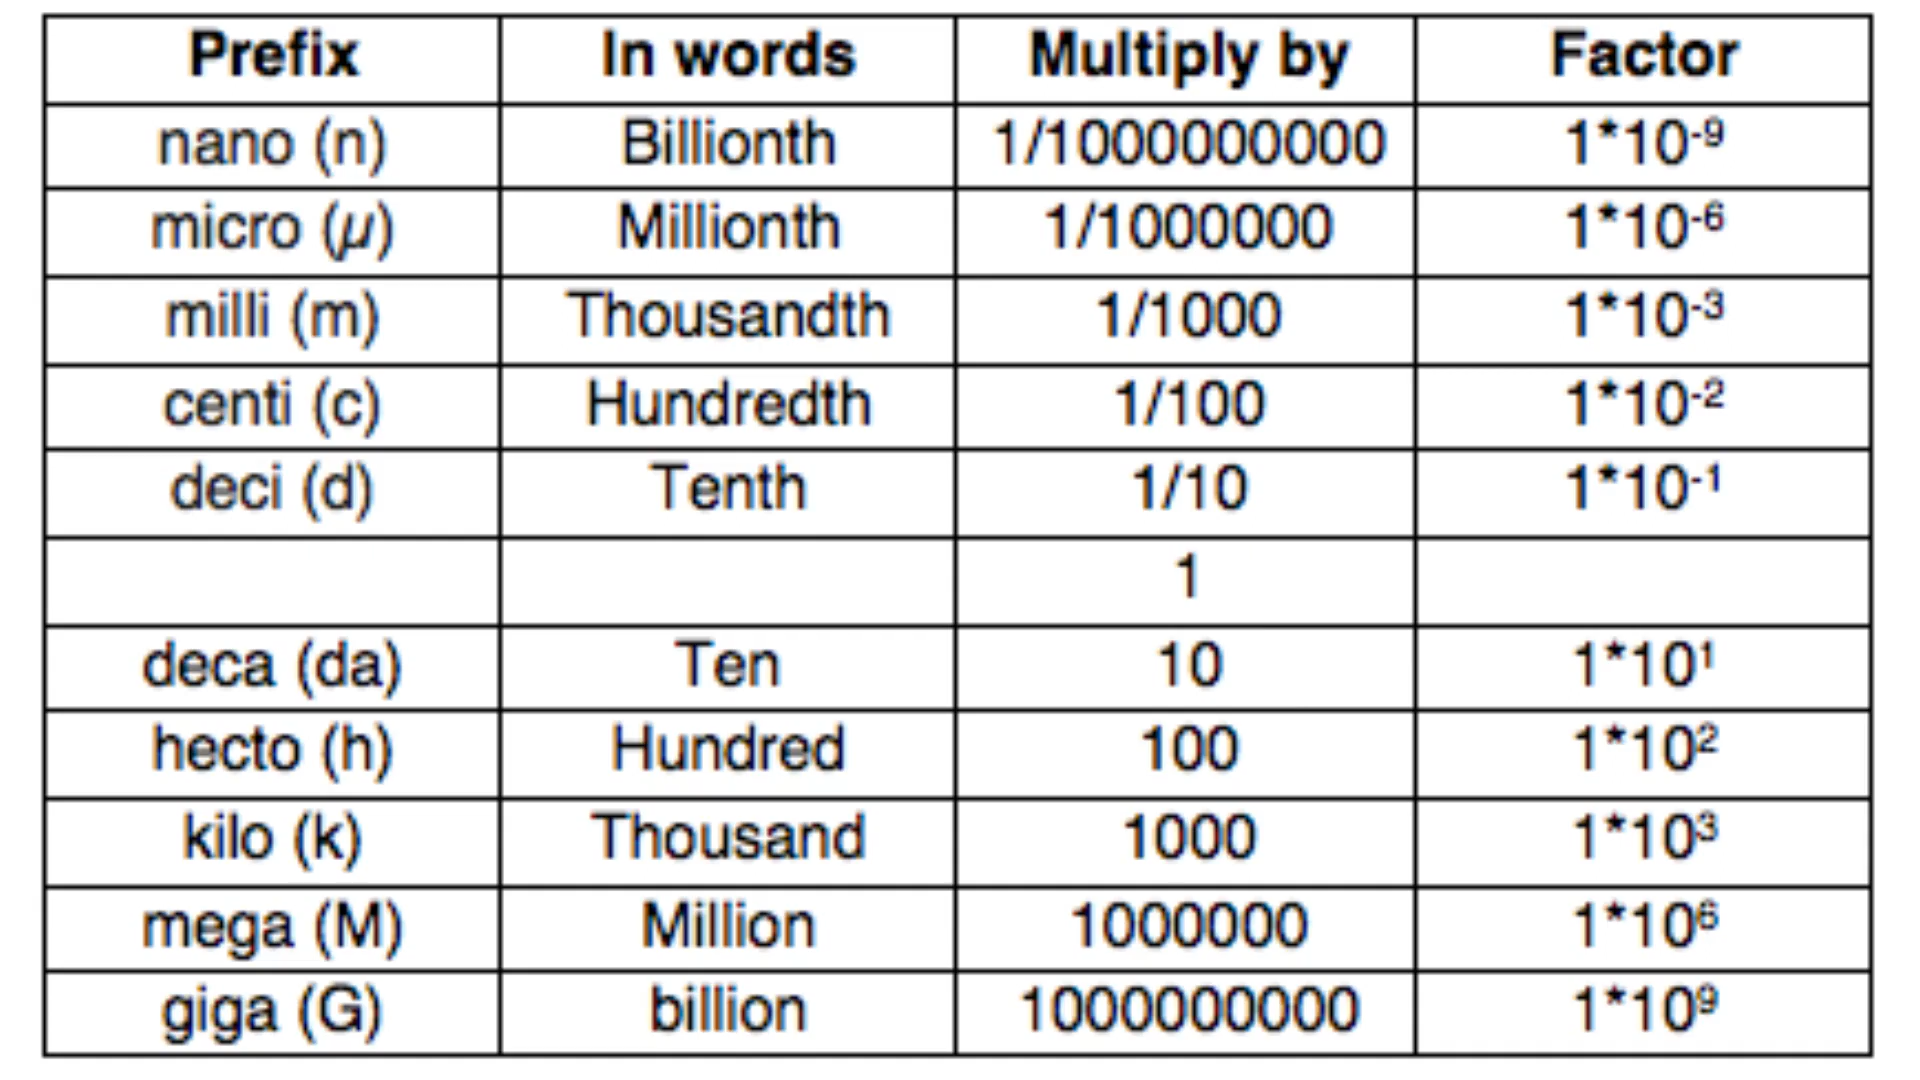 Prefix In words Multiply by Factor
nano (n) Billionth 1/1000000000 1*10-9
micro (µ) Millionth 1/1000000 1*10-6
milli (m) Thousandth 1/1000 1*10-3
centi (c) Hundredth 1/100 1*10-2
deci (d) Tenth 1/10 1*10-1
1
deca (da) Ten 10 1*101
hecto (h) Hundred 100 1*102
kilo (k) Thousand 1000 1*103
mega (M) Million 1000000 1*106
giga (G) billion 1000000000 1*109